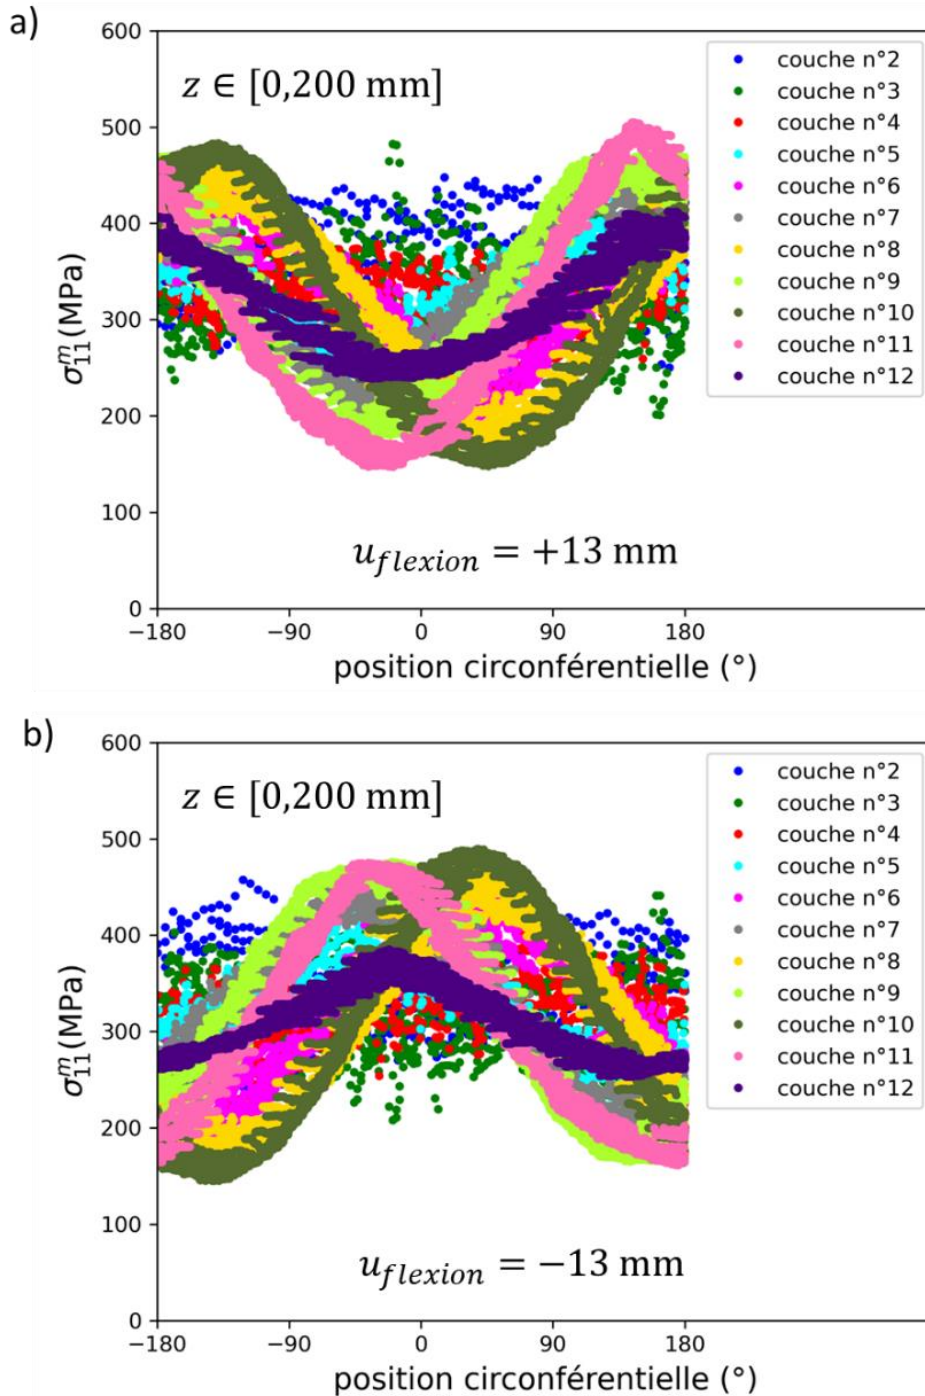 a)
600
500
400
300
200
100
0
σ₁₁ᵐ(MPa)
z ∈ [0,200 mm]
couche n°2
couche n°3
couche n°4
couche n°5
couche n°6
couche n°7
couche n°8
couche n°9
couche n°10
couche n°11
couche n°12
u_flexion = +13 mm
−180 −90 0 90 180
position circonférentielle (°)
b)
600
500
400
300
200
100
0
σ₁₁ᵐ(MPa)
z ∈ [0,200 mm]
couche n°2
couche n°3
couche n°4
couche n°5
couche n°6
couche n°7
couche n°8
couche n°9
couche n°10
couche n°11
couche n°12
u_flexion = −13 mm
−180 −90 0 90 180
position circonférentielle (°)